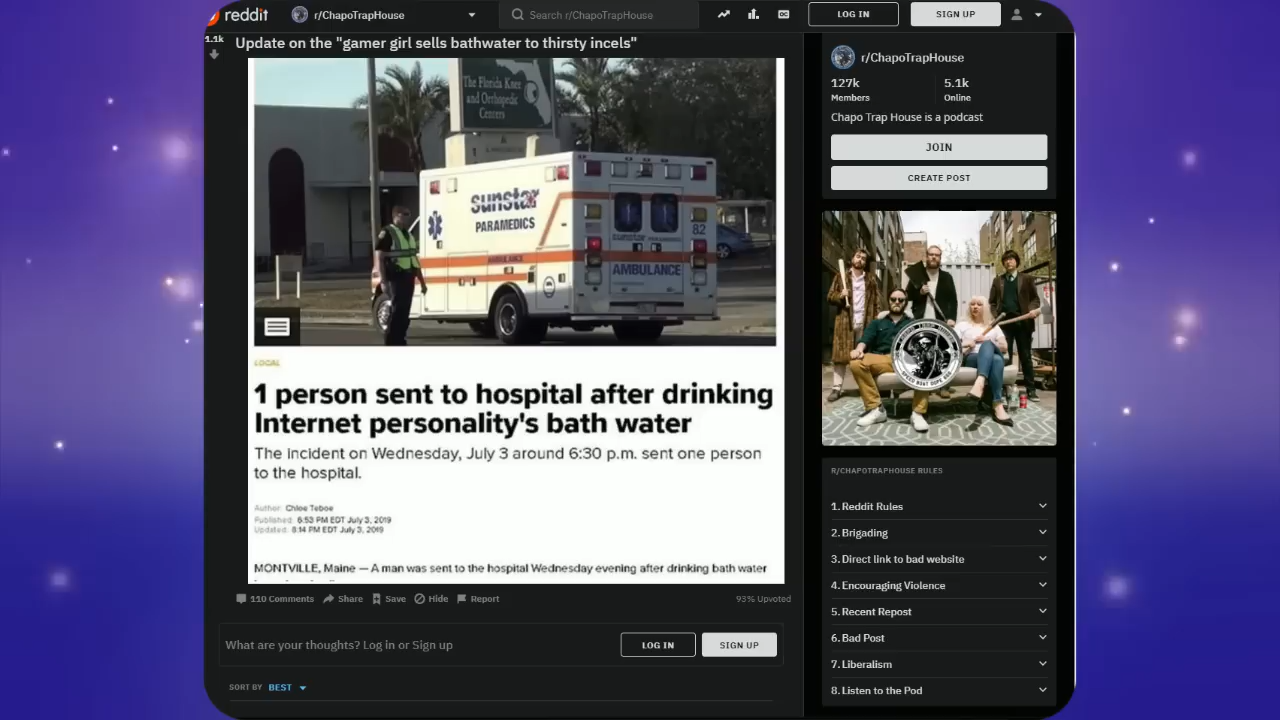 reddit
r/ChapoTrapHouse
Search r/ChapoTrapHouse
LOG IN
SIGN UP
1.1k
Update on the "gamer girl sells bathwater to thirsty incels"
The Florida Knee
and Orthopedic
Centers
sunstar
PARAMEDICS
AMBULANCE
SUNSTAR PARAMEDICS
82
AMBULANCE
LOCAL
1 person sent to hospital after drinking
Internet personality's bath water
The incident on Wednesday, July 3 around 6:30 p.m. sent one person
to the hospital.
Author: Chloe Teboe
Published: 6:53 PM EDT July 3, 2019
Updated: 8:14 PM EDT July 3, 2019
MONTVILLE, Maine — A man was sent to the hospital Wednesday evening after drinking bath water
110 Comments
Share
Save
Hide
Report
93% Upvoted
What are your thoughts? Log in or Sign up
LOG IN
SIGN UP
SORT BY BEST
r/ChapoTrapHouse
127k
5.1k
Members
Online
Chapo Trap House is a podcast
JOIN
CREATE POST
R/CHAPOTRAPHOUSE RULES
1. Reddit Rules
2. Brigading
3. Direct link to bad website
4. Encouraging Violence
5. Recent Repost
6. Bad Post
7. Liberalism
8. Listen to the Pod